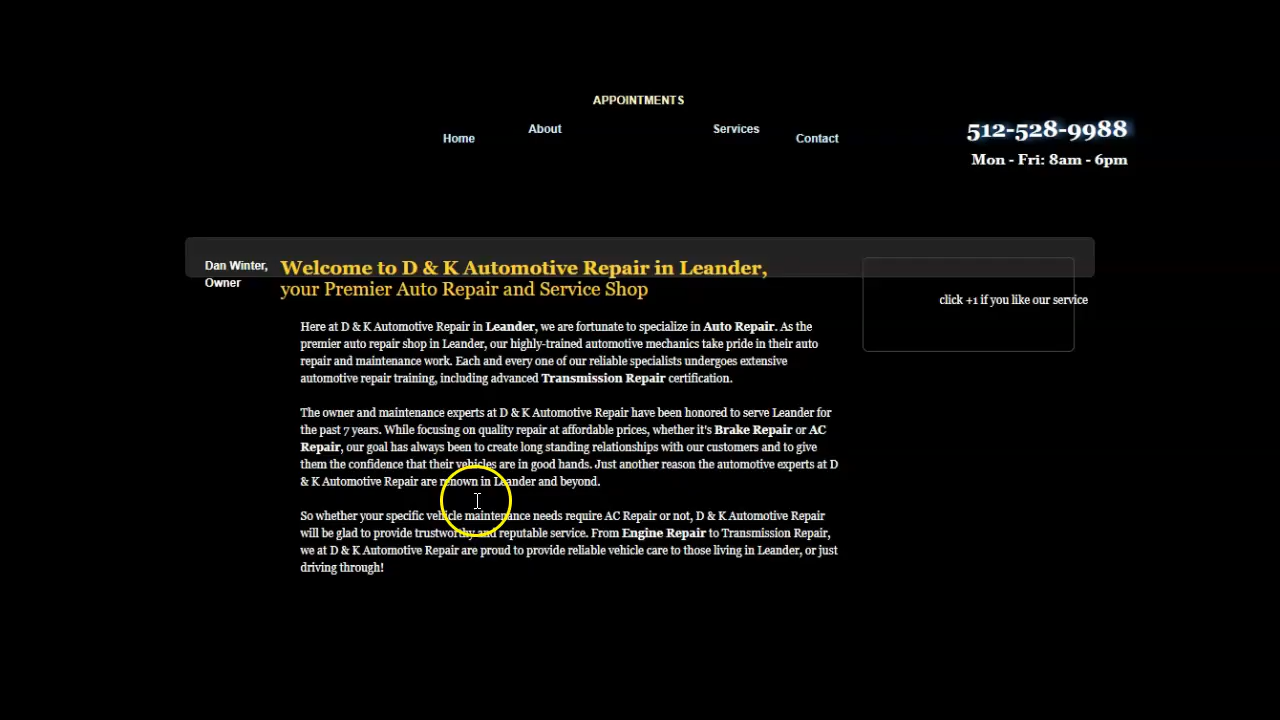 APPOINTMENTS
Home
About
Services
Contact
512-528-9988
Mon - Fri: 8am - 6pm
Dan Winter,
Owner
Welcome to D & K Automotive Repair in Leander,
your Premier Auto Repair and Service Shop
click +1 if you like our service
Here at D & K Automotive Repair in Leander, we are fortunate to specialize in Auto Repair. As the
premier auto repair shop in Leander, our highly-trained automotive mechanics take pride in their auto
repair and maintenance work. Each and every one of our reliable specialists undergoes extensive
automotive repair training, including advanced Transmission Repair certification.
The owner and maintenance experts at D & K Automotive Repair have been honored to serve Leander for
the past 7 years. While focusing on quality repair at affordable prices, whether it's Brake Repair or AC
Repair, our goal has always been to create long standing relationships with our customers and to give
them the confidence that their vehicles are in good hands. Just another reason the automotive experts at D
& K Automotive Repair are renown in Leander and beyond.
So whether your specific vehicle maintenance needs require AC Repair or not, D & K Automotive Repair
will be glad to provide trustworthy and reputable service. From Engine Repair to Transmission Repair,
we at D & K Automotive Repair are proud to provide reliable vehicle care to those living in Leander, or just
driving through!